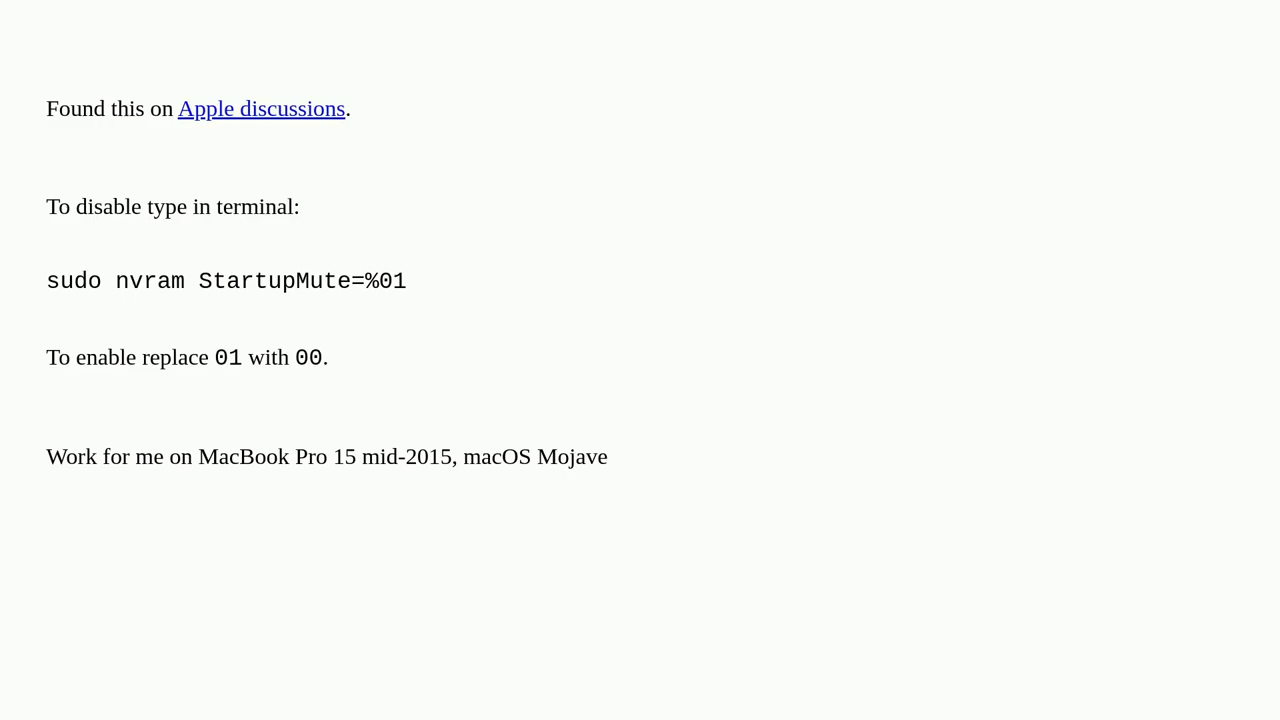 Found this on Apple discussions.
To disable type in terminal:
sudo nvram StartupMute=%01
To enable replace 01 with 00.
Work for me on MacBook Pro 15 mid-2015, macOS Mojave